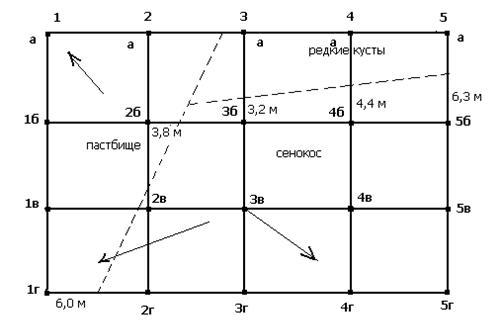 1 2 3 4 5
а а а а а
редкие кусты
6,3 м
1б 2б 3б 3,2 м 4б 4,4 м 5б
3,8 м
пастбище
сенокос
1в 2в 3в 4в 5в
1г
6,0 м 2г 3г 4г 5г